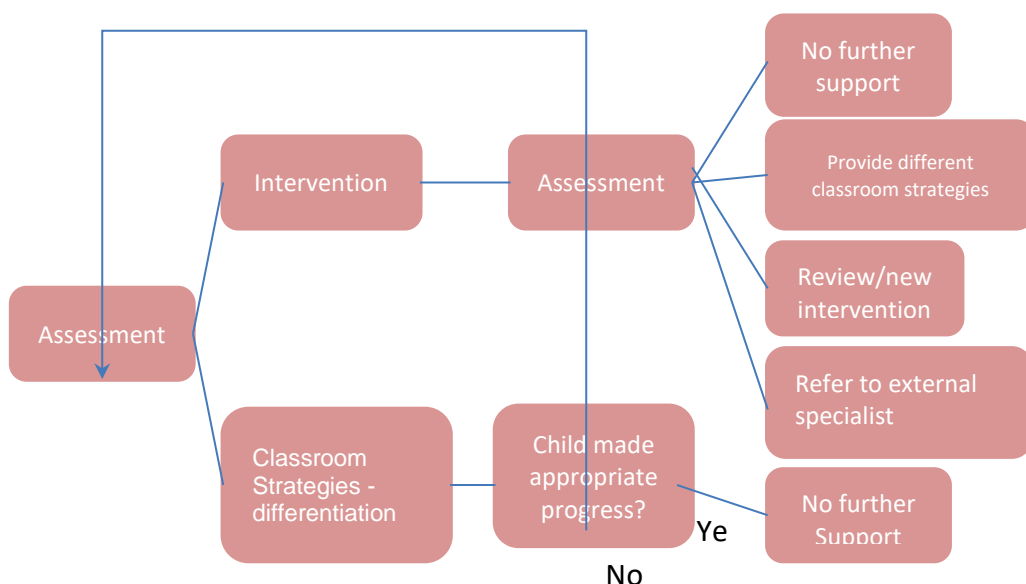 No further
support
Intervention
Assessment
Provide different
classroom strategies
Review/new
intervention
Assessment
Refer to external
specialist
Classroom
Strategies -
differentiation
Child made
appropriate
progress?
No further
Support
Ye
No